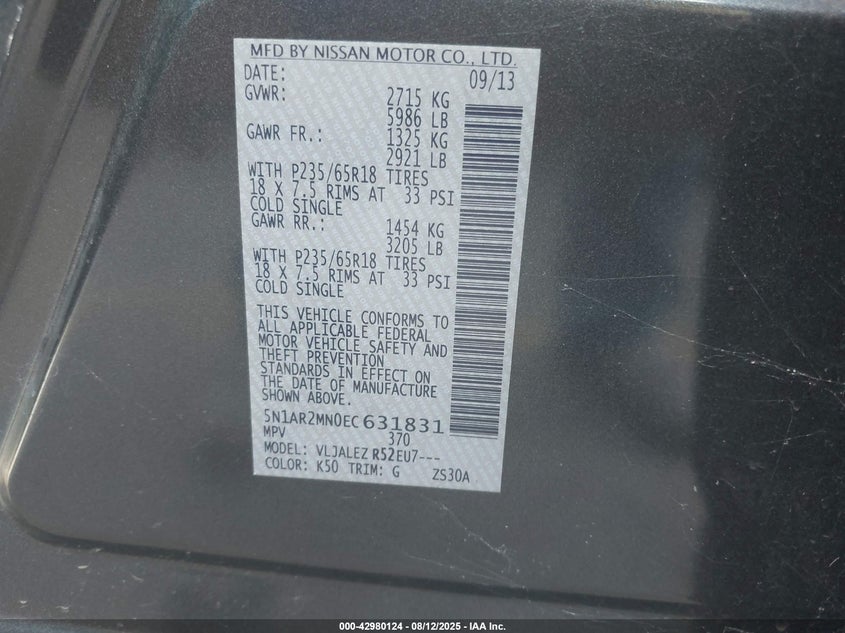 MFD BY NISSAN MOTOR CO., LTD.
DATE: 09/13
GVWR: 2715 KG
5986 LB
GAWR FR.: 1325 KG
2921 LB
WITH P235/65R18 TIRES
18 X 7.5 RIMS AT 33 PSI
COLD SINGLE
GAWR RR.: 1454 KG
3205 LB
WITH P235/65R18 TIRES
18 X 7.5 RIMS AT 33 PSI
COLD SINGLE
THIS VEHICLE CONFORMS TO
ALL APPLICABLE FEDERAL
MOTOR VEHICLE SAFETY AND
THEFT PREVENTION
STANDARDS IN EFFECT ON
THE DATE OF MANUFACTURE
SHOWN ABOVE.
5N1AR2MN0EC631831
MPV 370
MODEL: VLJALEZ R52EU7---
COLOR: K50 TRIM: G ZS30A
000-42980124 - 08/12/2025 - IAA Inc.